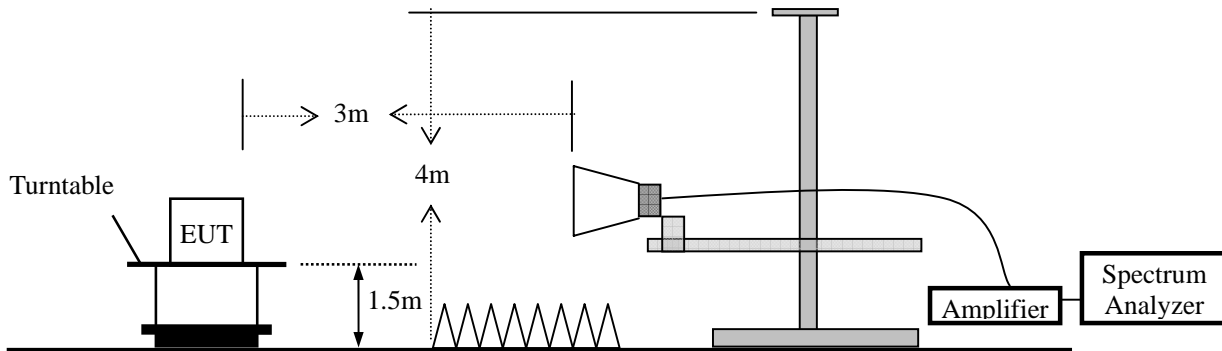 3m
4m
Turntable
EUT
1.5m
Amplifier
Spectrum
Analyzer